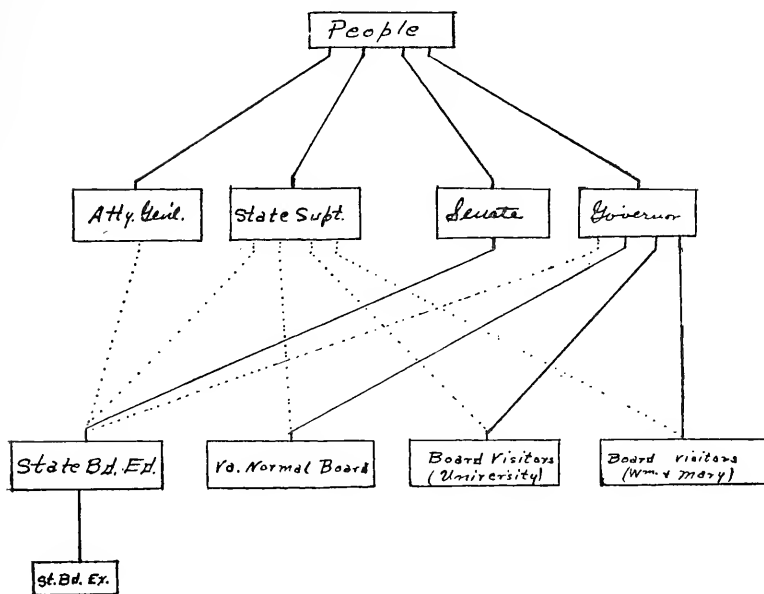 People
Atty. Genl.
State Supt.
Senate
Governor
State Bd. Ed.
Va. Normal Board
Board Visitors
(University)
Board Visitors
(Wm. & Mary)
St. Bd. Ex.